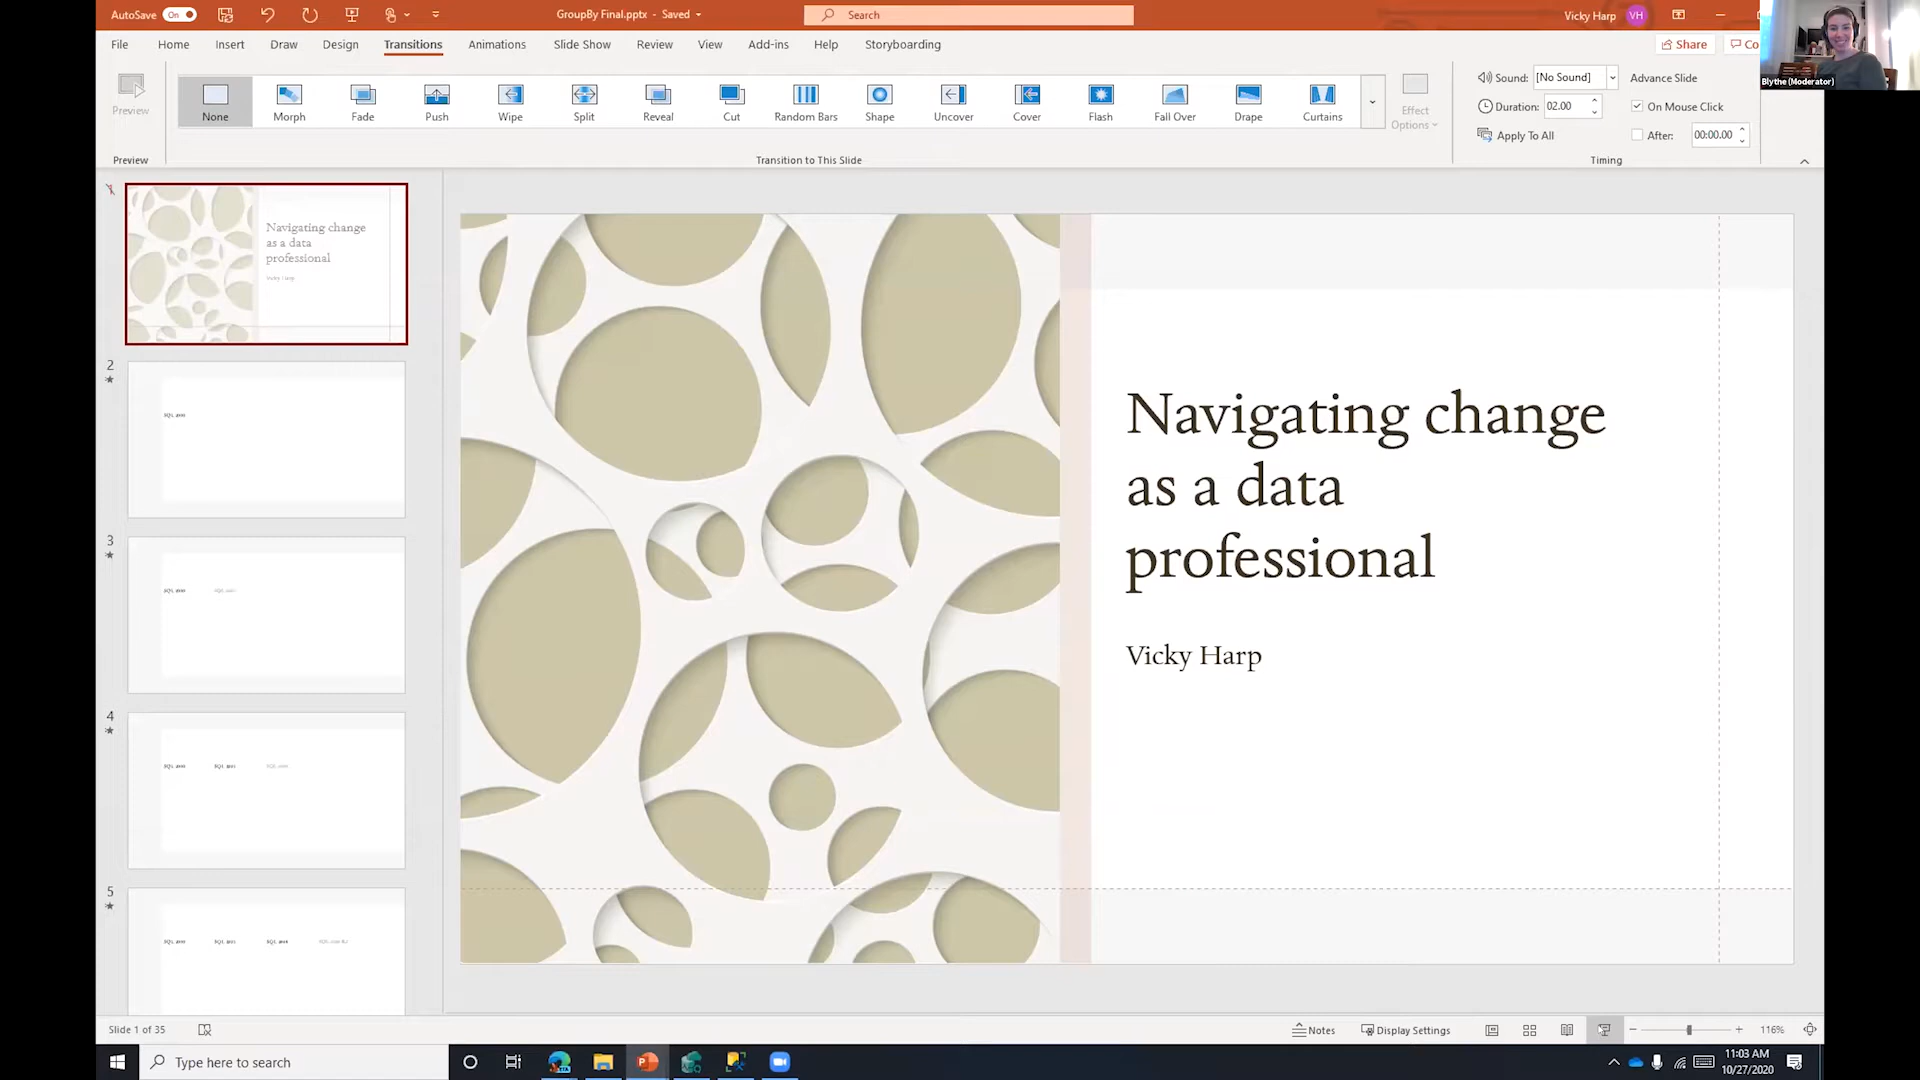 AutoSave On GroupBy Final.pptx - Saved Search Vicky Harp VH
Blythe (Moderator)
File Home Insert Draw Design Transitions Animations Slide Show Review View Add-ins Help Storyboarding Share Co
Preview
None Morph Fade Push Wipe Split Reveal Cut Random Bars Shape Uncover Cover Flash Fall Over Drape Curtains
Effect Options
Sound: [No Sound] Advance Slide
Duration: 02.00 On Mouse Click
Apply To All After: 00:00.00
Preview Transition to This Slide Timing
1
Navigating change
as a data
professional
Vicky Harp
2
3
4
5
Navigating change
as a data
professional
Vicky Harp
Slide 1 of 35 Notes Display Settings 116%
Type here to search
11:03 AM
10/27/2020